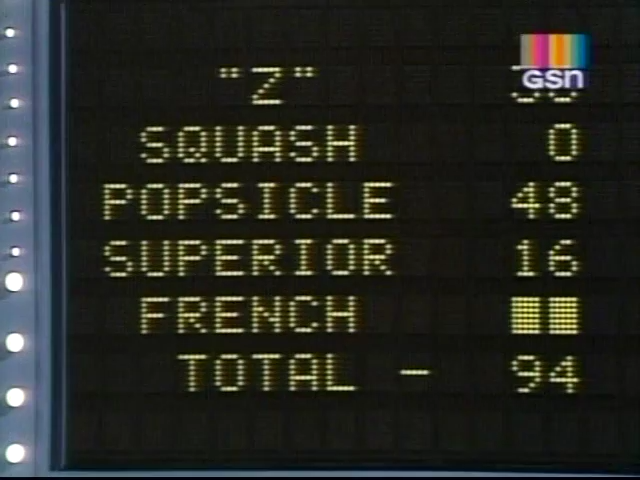 GSN
"Z"
SQUASH 0
POPSICLE 48
SUPERIOR 16
FRENCH
TOTAL - 94